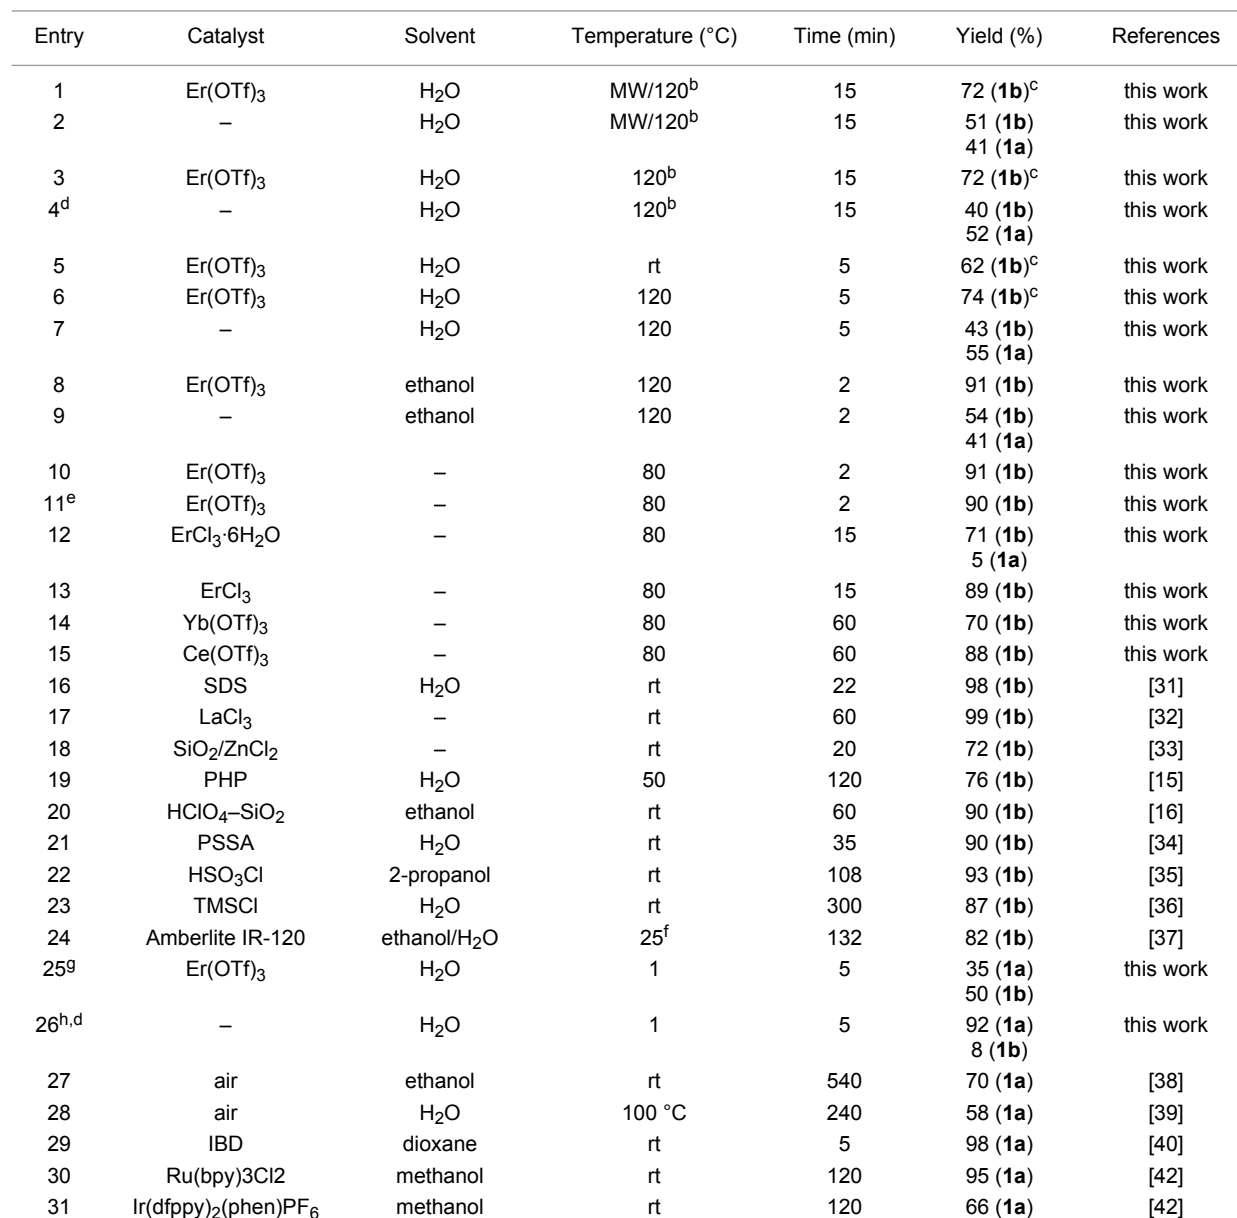 Entry Catalyst Solvent Temperature (°C) Time (min) Yield (%) References
1 Er(OTf)3 H2O MW/120b 15 72 (1b)c this work
2 – H2O MW/120b 15 51 (1b) this work
41 (1a)
3 Er(OTf)3 H2O 120b 15 72 (1b)c this work
4d – H2O 120b 15 40 (1b) this work
52 (1a)
5 Er(OTf)3 H2O rt 5 62 (1b)c this work
6 Er(OTf)3 H2O 120 5 74 (1b)c this work
7 – H2O 120 5 43 (1b) this work
55 (1a)
8 Er(OTf)3 ethanol 120 2 91 (1b) this work
9 – ethanol 120 2 54 (1b) this work
41 (1a)
10 Er(OTf)3 – 80 2 91 (1b) this work
11e Er(OTf)3 – 80 2 90 (1b) this work
12 ErCl3·6H2O – 80 15 71 (1b) this work
5 (1a)
13 ErCl3 – 80 15 89 (1b) this work
14 Yb(OTf)3 – 80 60 70 (1b) this work
15 Ce(OTf)3 – 80 60 88 (1b) this work
16 SDS H2O rt 22 98 (1b) [31]
17 LaCl3 – rt 60 99 (1b) [32]
18 SiO2/ZnCl2 – rt 20 72 (1b) [33]
19 PHP H2O 50 120 76 (1b) [15]
20 HClO4–SiO2 ethanol rt 60 90 (1b) [16]
21 PSSA H2O rt 35 90 (1b) [34]
22 HSO3Cl 2-propanol rt 108 93 (1b) [35]
23 TMSCl H2O rt 300 87 (1b) [36]
24 Amberlite IR-120 ethanol/H2O 25f 132 82 (1b) [37]
25g Er(OTf)3 H2O 1 5 35 (1a) this work
50 (1b)
26h,d – H2O 1 5 92 (1a) this work
8 (1b)
27 air ethanol rt 540 70 (1a) [38]
28 air H2O 100 °C 240 58 (1a) [39]
29 IBD dioxane rt 5 98 (1a) [40]
30 Ru(bpy)3Cl2 methanol rt 120 95 (1a) [42]
31 Ir(dfppy)2(phen)PF6 methanol rt 120 66 (1a) [42]